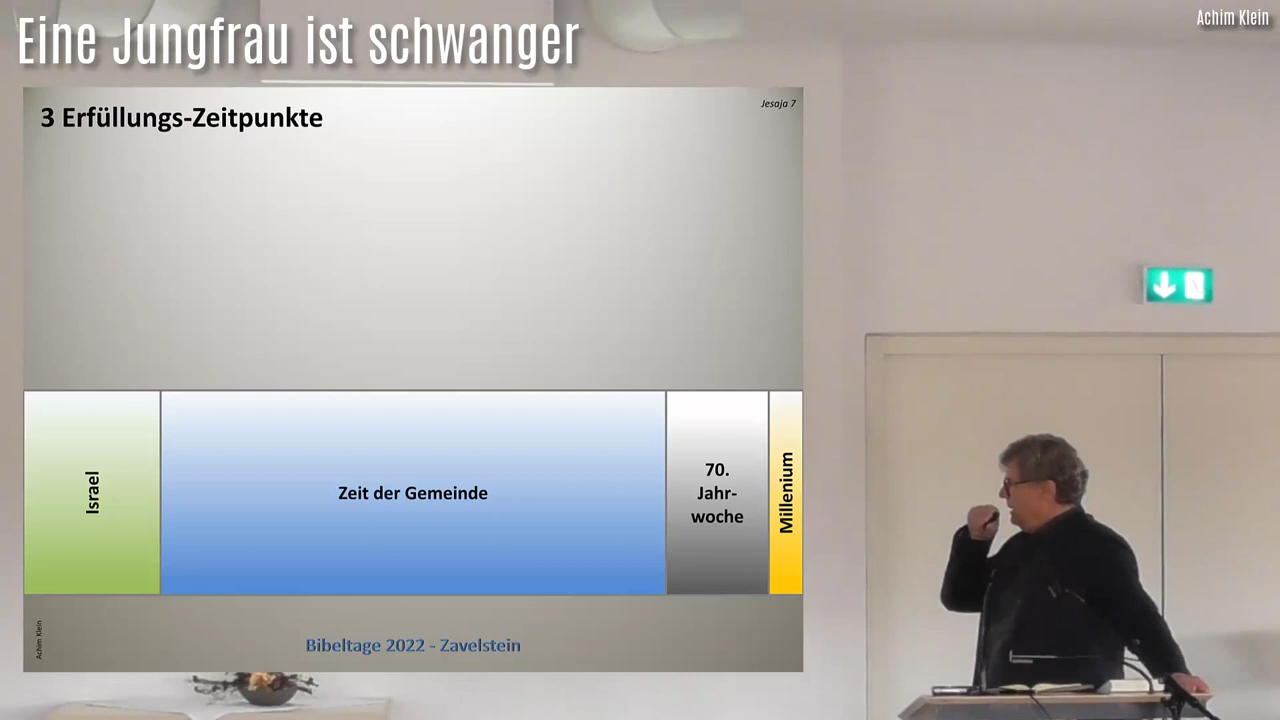 Eine Jungfrau ist schwanger
Achim Klein
3 Erfüllungs-Zeitpunkte
Jesaja 7
Israel
Zeit der Gemeinde
70.
Jahr-
woche
Millenium
Achim Klein
Bibeltage 2022 - Zavelstein